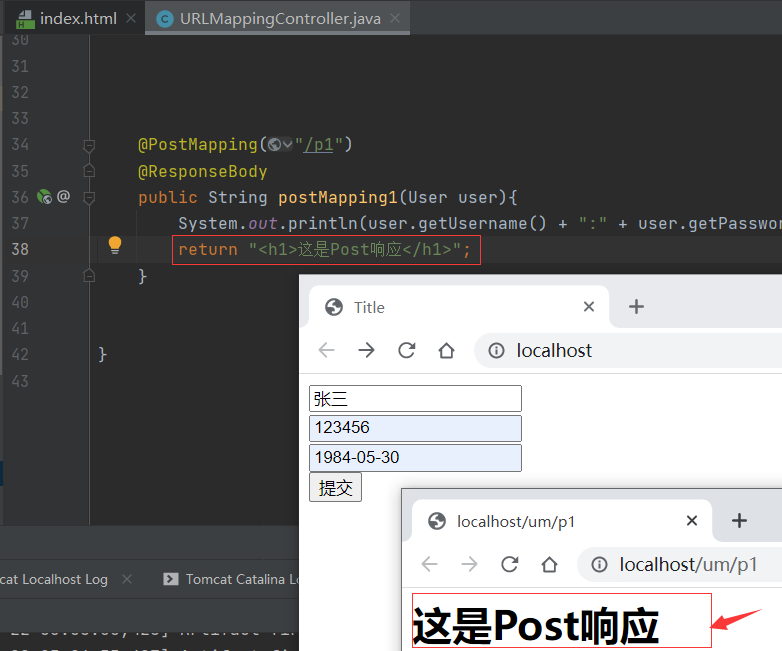 index.html
URLMappingController.java
30
31
32
33
34 @PostMapping("/p1")
35 @ResponseBody
36 @ public String postMapping1(User user){
37 System.out.println(user.getUsername() + ":" + user.getPasswo
38 return "<h1>这是Post响应</h1>";
39 }
40
41
42 }
43
Title
localhost
张三
123456
1984-05-30
提交
localhost/um/p1
localhost/um/p1
这是Post响应
cat Localhost Log
Tomcat Catalina Lo